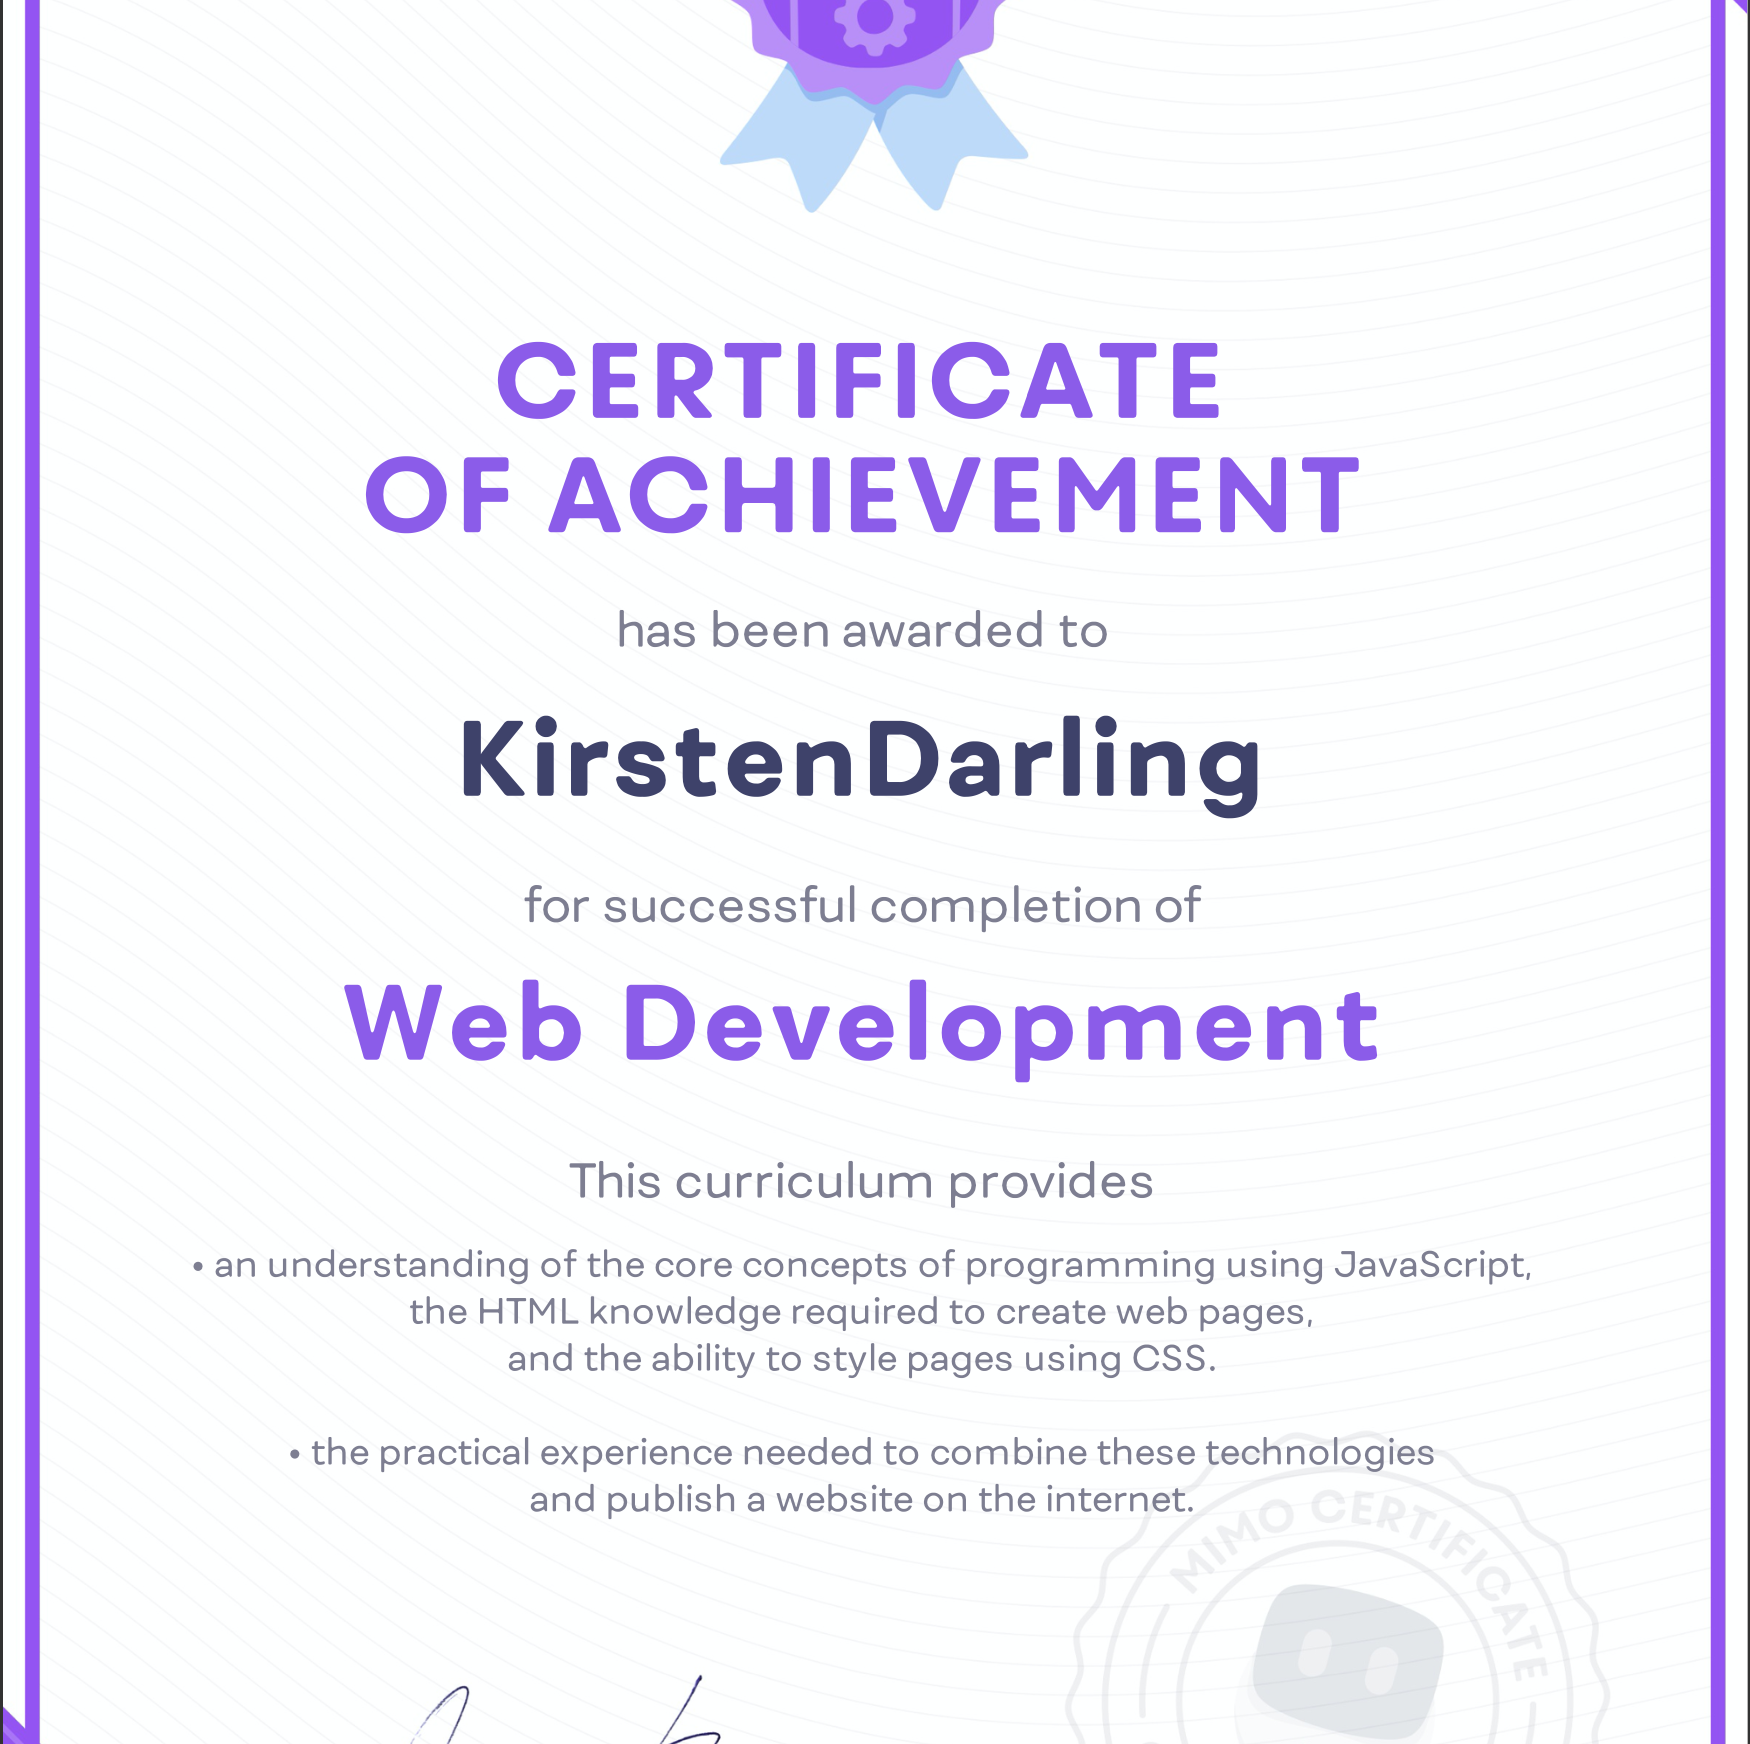 CERTIFICATE
OF ACHIEVEMENT
has been awarded to
KirstenDarling
for successful completion of
Web Development
This curriculum provides
• an understanding of the core concepts of programming using JavaScript,
the HTML knowledge required to create web pages,
and the ability to style pages using CSS.
• the practical experience needed to combine these technologies
and publish a website on the internet.
MIMO CERTIFICATE